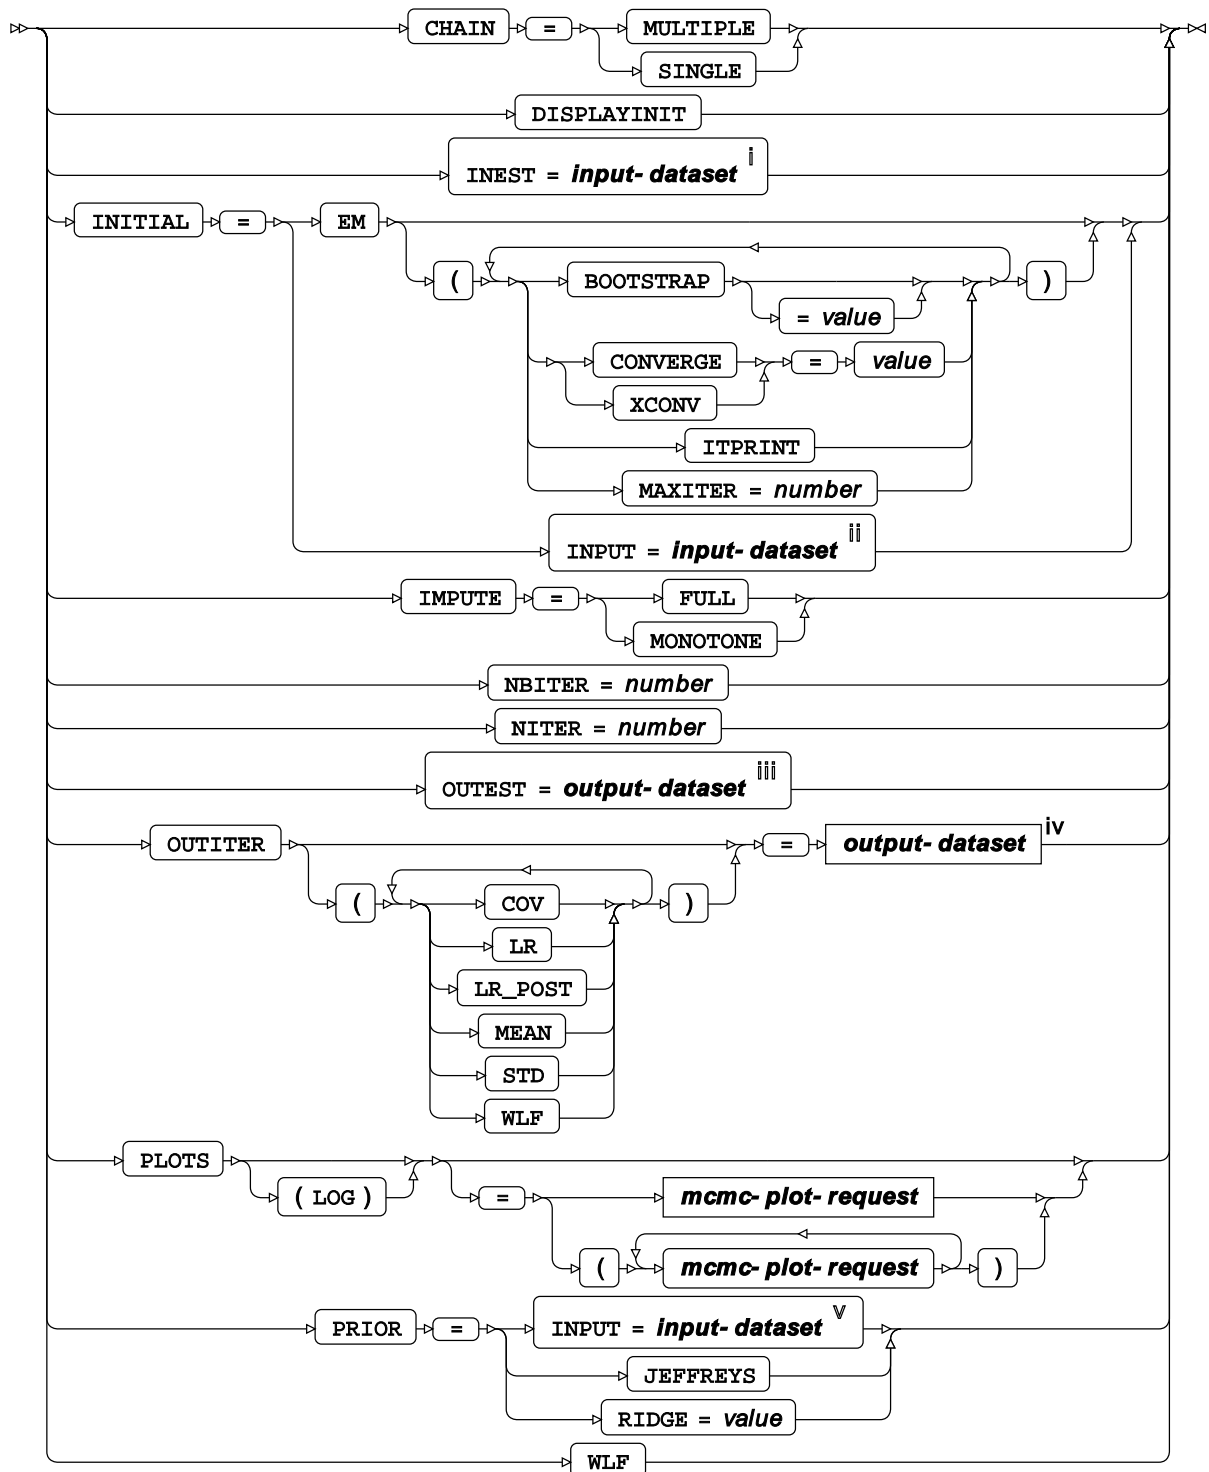 CHAIN = MULTIPLE
SINGLE
DISPLAYINIT
INEST = input- dataset i
INITIAL = EM
( BOOTSTRAP )
= value
CONVERGE = value
XCONV
ITPRINT
MAXITER = number
INPUT = input- dataset ii
IMPUTE = FULL
MONOTONE
NBITER = number
NITER = number
OUTEST = output- dataset iii
OUTITER = output- dataset iv
( COV )
LR
LR_POST
MEAN
STD
WLF
PLOTS
( LOG ) = mcmc- plot- request
( mcmc- plot- request )
PRIOR = INPUT = input- dataset v
JEFFREYS
RIDGE = value
WLF